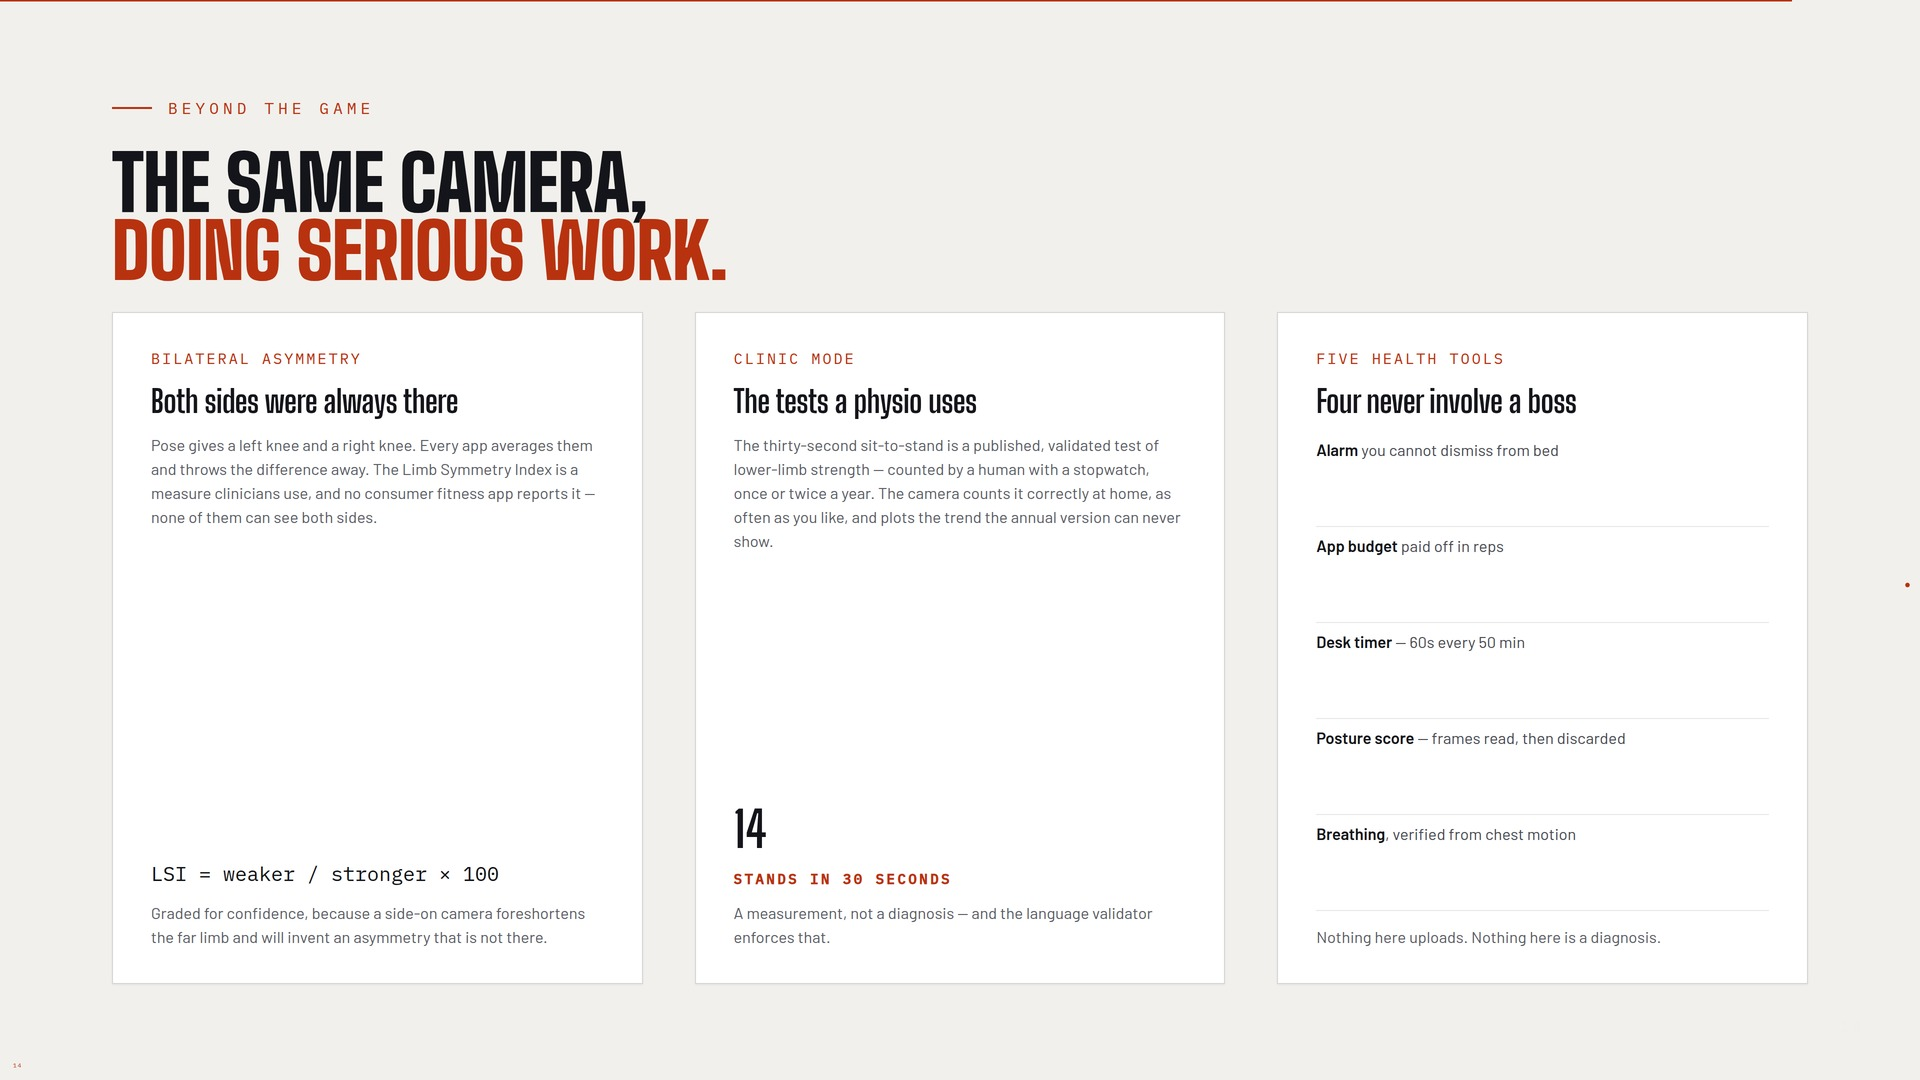 BEYOND THE GAME
THE SAME CAMERA,
DOING SERIOUS WORK.
BILATERAL ASYMMETRY
Both sides were always there
Pose gives a left knee and a right knee. Every app averages them
and throws the difference away. The Limb Symmetry Index is a
measure clinicians use, and no consumer fitness app reports it —
none of them can see both sides.
LSI = weaker / stronger × 100
Graded for confidence, because a side-on camera foreshortens
the far limb and will invent an asymmetry that is not there.
CLINIC MODE
The tests a physio uses
The thirty-second sit-to-stand is a published, validated test of
lower-limb strength — counted by a human with a stopwatch,
once or twice a year. The camera counts it correctly at home, as
often as you like, and plots the trend the annual version can never
show.
14
STANDS IN 30 SECONDS
A measurement, not a diagnosis — and the language validator
enforces that.
FIVE HEALTH TOOLS
Four never involve a boss
Alarm you cannot dismiss from bed
App budget paid off in reps
Desk timer — 60s every 50 min
Posture score — frames read, then discarded
Breathing, verified from chest motion
Nothing here uploads. Nothing here is a diagnosis.
14